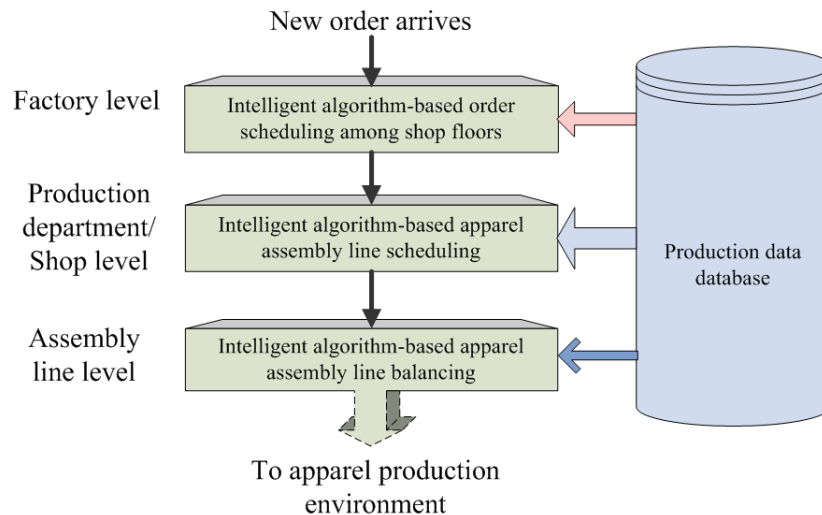 New order arrives
Factory level
Intelligent algorithm-based order
scheduling among shop floors
Production
department/
Shop level
Intelligent algorithm-based apparel
assembly line scheduling
Production data
database
Assembly
line level
Intelligent algorithm-based apparel
assembly line balancing
To apparel production
environment